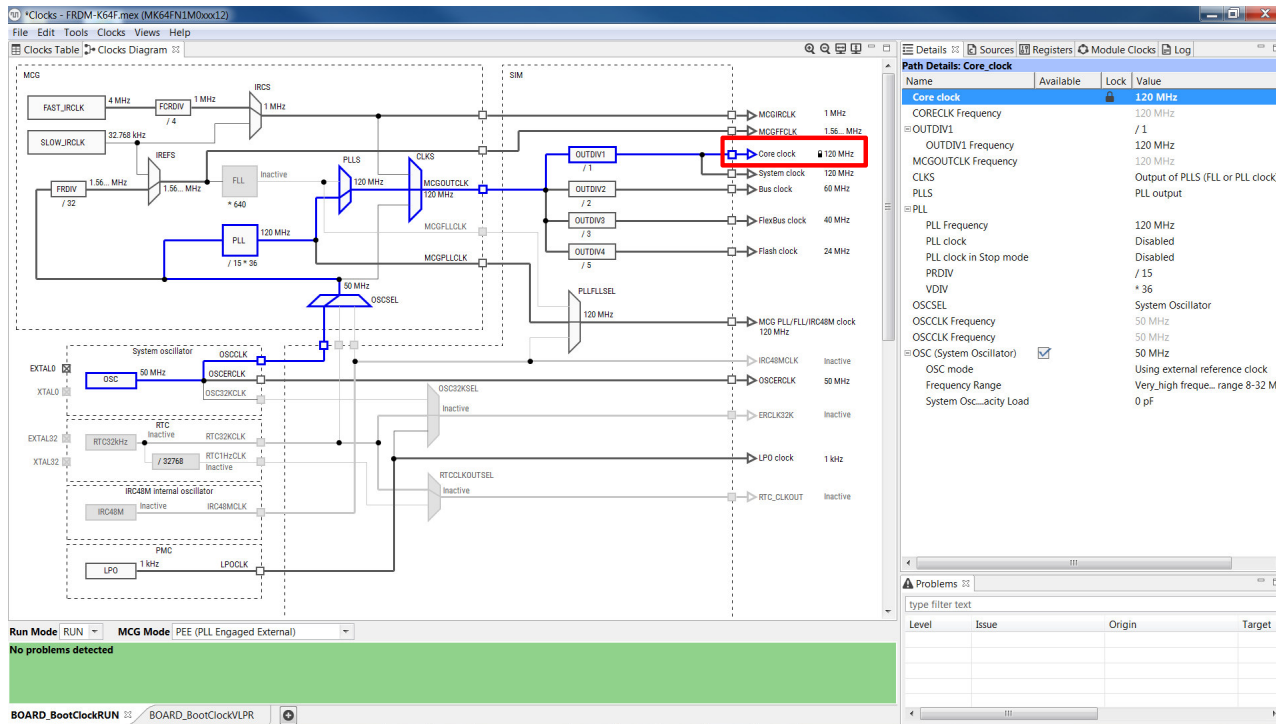 *Clocks - FRDM-K64F.mex (MK64FN1M0xxx12)
File Edit Tools Clocks Views Help
Clocks Table Clocks Diagram
MCG
SIM
IRCS
FAST_IRCLK
4 MHz
FCRDIV
1 MHz
1 MHz
/ 4
SLOW_IRCLK
32.768 kHz
IREFS
FRDIV
1.56... MHz
1.56... MHz
/ 32
FLL
Inactive
* 640
PLLS
120 MHz
CLKS
MCGOUTCLK
120 MHz
PLL
120 MHz
/ 15 * 36
MCGFLLCLK
MCGPLLCLK
50 MHz
OSCSEL
OUTDIV1
/ 1
OUTDIV2
/ 2
OUTDIV3
/ 3
OUTDIV4
/ 5
PLLFLLSEL
120 MHz
MCGIRCLK 1 MHz
MCGFFCLK 1.56... MHz
Core clock 120 MHz
System clock 120 MHz
Bus clock 60 MHz
FlexBus clock 40 MHz
Flash clock 24 MHz
MCG PLL/FLL/IRC48M clock
120 MHz
IRC48MCLK Inactive
OSCERCLK 50 MHz
ERCLK32K Inactive
LPO clock 1 kHz
RTC_CLKOUT Inactive
System oscillator
OSCCLK
EXTAL0
OSC
50 MHz
OSCERCLK
XTAL0
OSC32KCLK
OSC32KSEL
Inactive
RTC
EXTAL32
RTC32kHz
Inactive
RTC32KCLK
XTAL32
/ 32768
RTC1HzCLK
Inactive
RTCCLKOUTSEL
Inactive
IRC48M internal oscillator
IRC48M
Inactive
IRC48MCLK
PMC
LPO
1 kHz
LPOCLK
Run Mode RUN MCG Mode PEE (PLL Engaged External)
No problems detected
BOARD_BootClockRUN BOARD_BootClockVLPR
Details Sources Registers Module Clocks Log
Path Details: Core_clock
Name Available Lock Value
Core clock 120 MHz
CORECLK Frequency 120 MHz
OUTDIV1 / 1
OUTDIV1 Frequency 120 MHz
MCGOUTCLK Frequency 120 MHz
CLKS Output of PLLS (FLL or PLL clock)
PLLS PLL output
PLL
PLL Frequency 120 MHz
PLL clock Disabled
PLL clock in Stop mode Disabled
PRDIV / 15
VDIV * 36
OSCSEL System Oscillator
OSCCLK Frequency 50 MHz
OSCCLK Frequency 50 MHz
OSC (System Oscillator) 50 MHz
OSC mode Using external reference clock
Frequency Range Very_high freque... range 8-32 M
System Osc....acity Load 0 pF
Problems
type filter text
Level Issue Origin Target